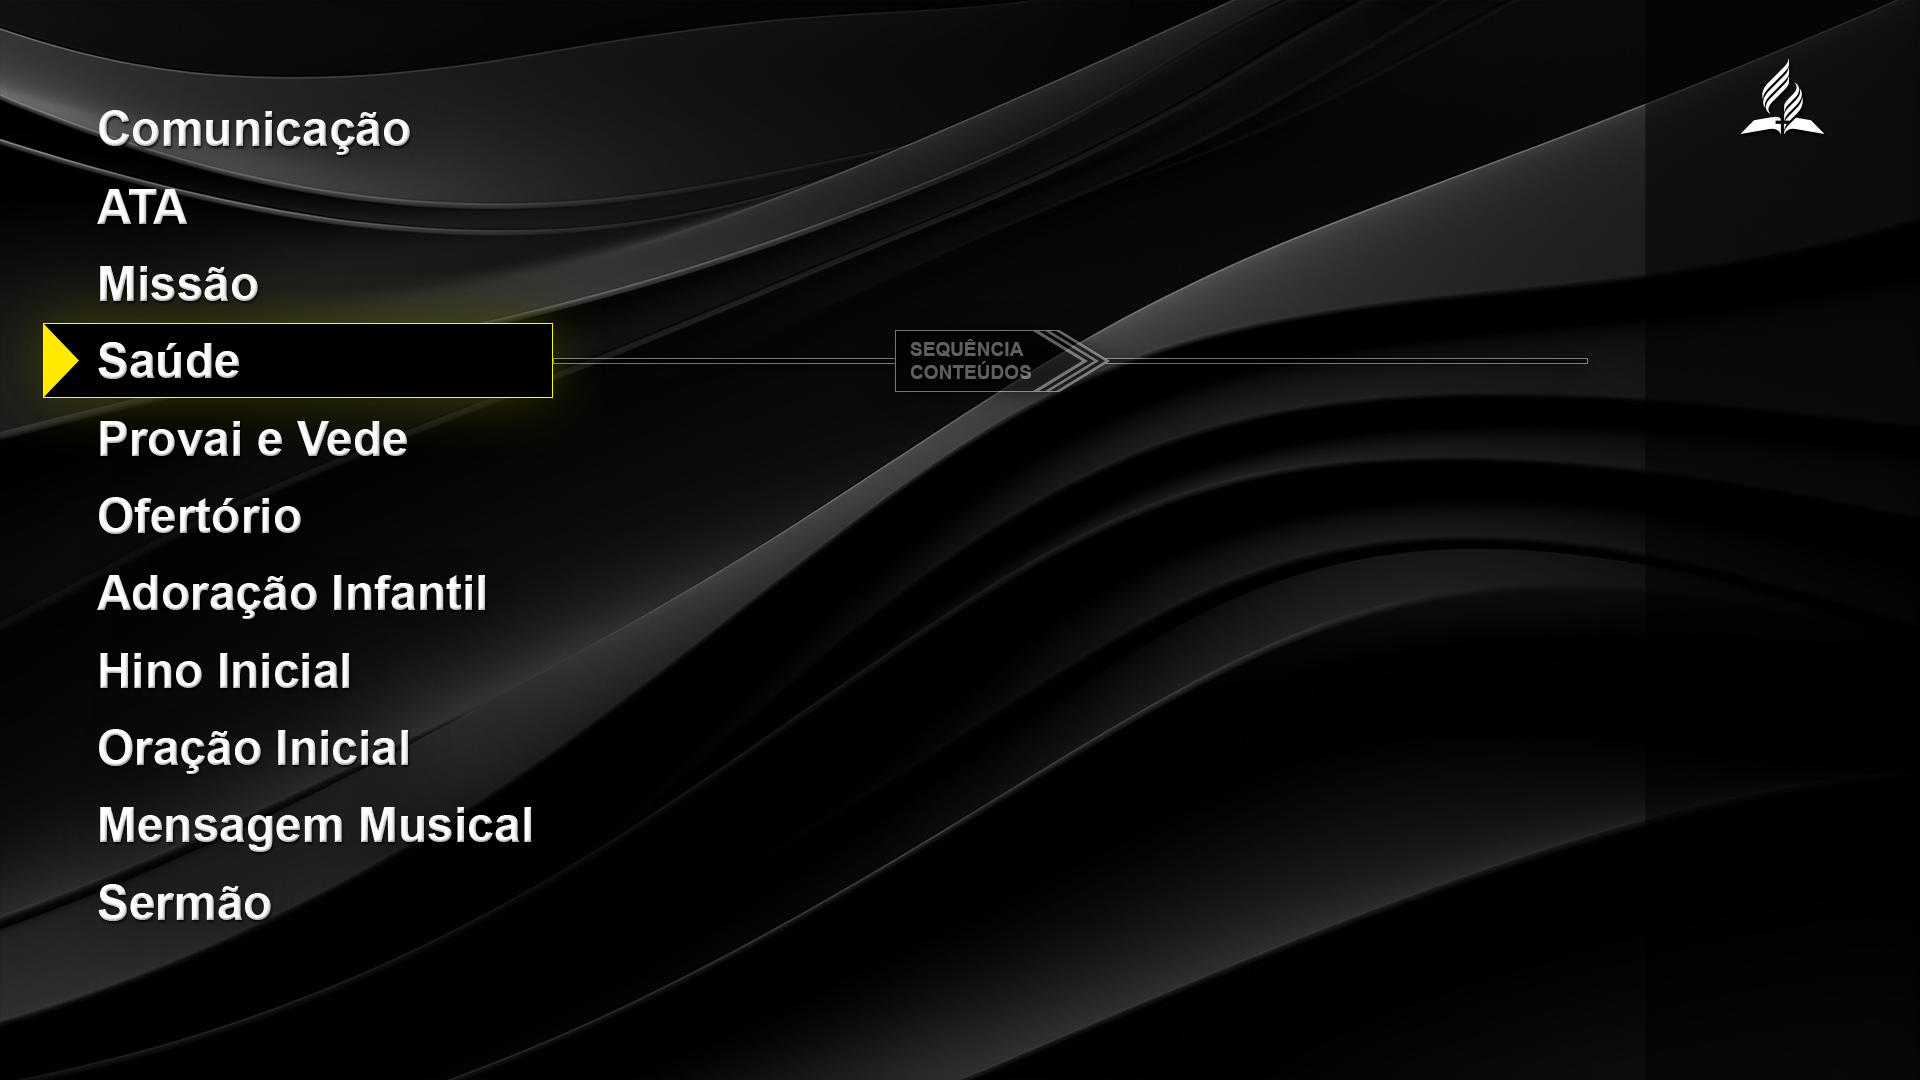 Comunicação
ATA
Missão
Saúde
SEQUÊNCIA
CONTEÚDOS
Provai e Vede
Ofertório
Adoração Infantil
Hino Inicial
Oração Inicial
Mensagem Musical
Sermão